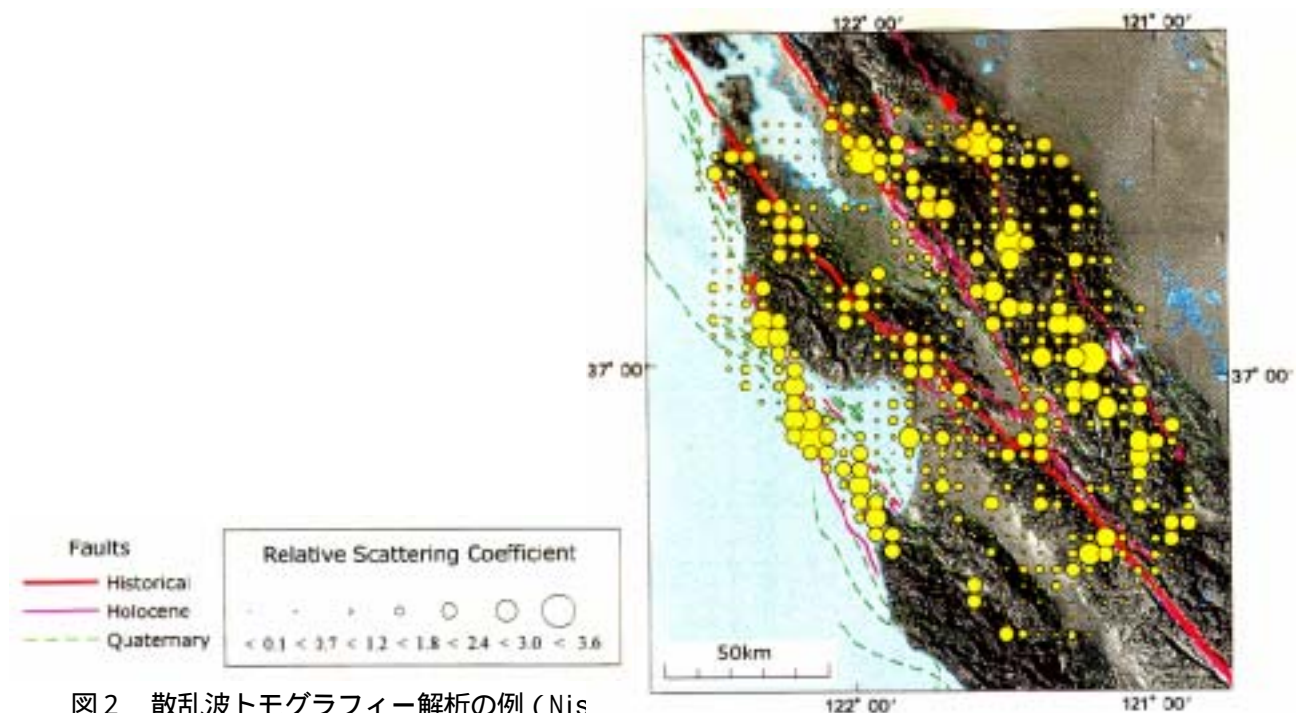 122° 00′ 121° 00′
37° 00′ 37° 00′
50km
122° 00′ 121° 00′
Faults
Historical
Holocene
Quaternary
Relative Scattering Coefficient
< 0.1 < 0.7 < 1.2 < 1.8 < 2.4 < 3.0 < 3.6
図2 散乱波トモグラフィー解析の例 ( Nis